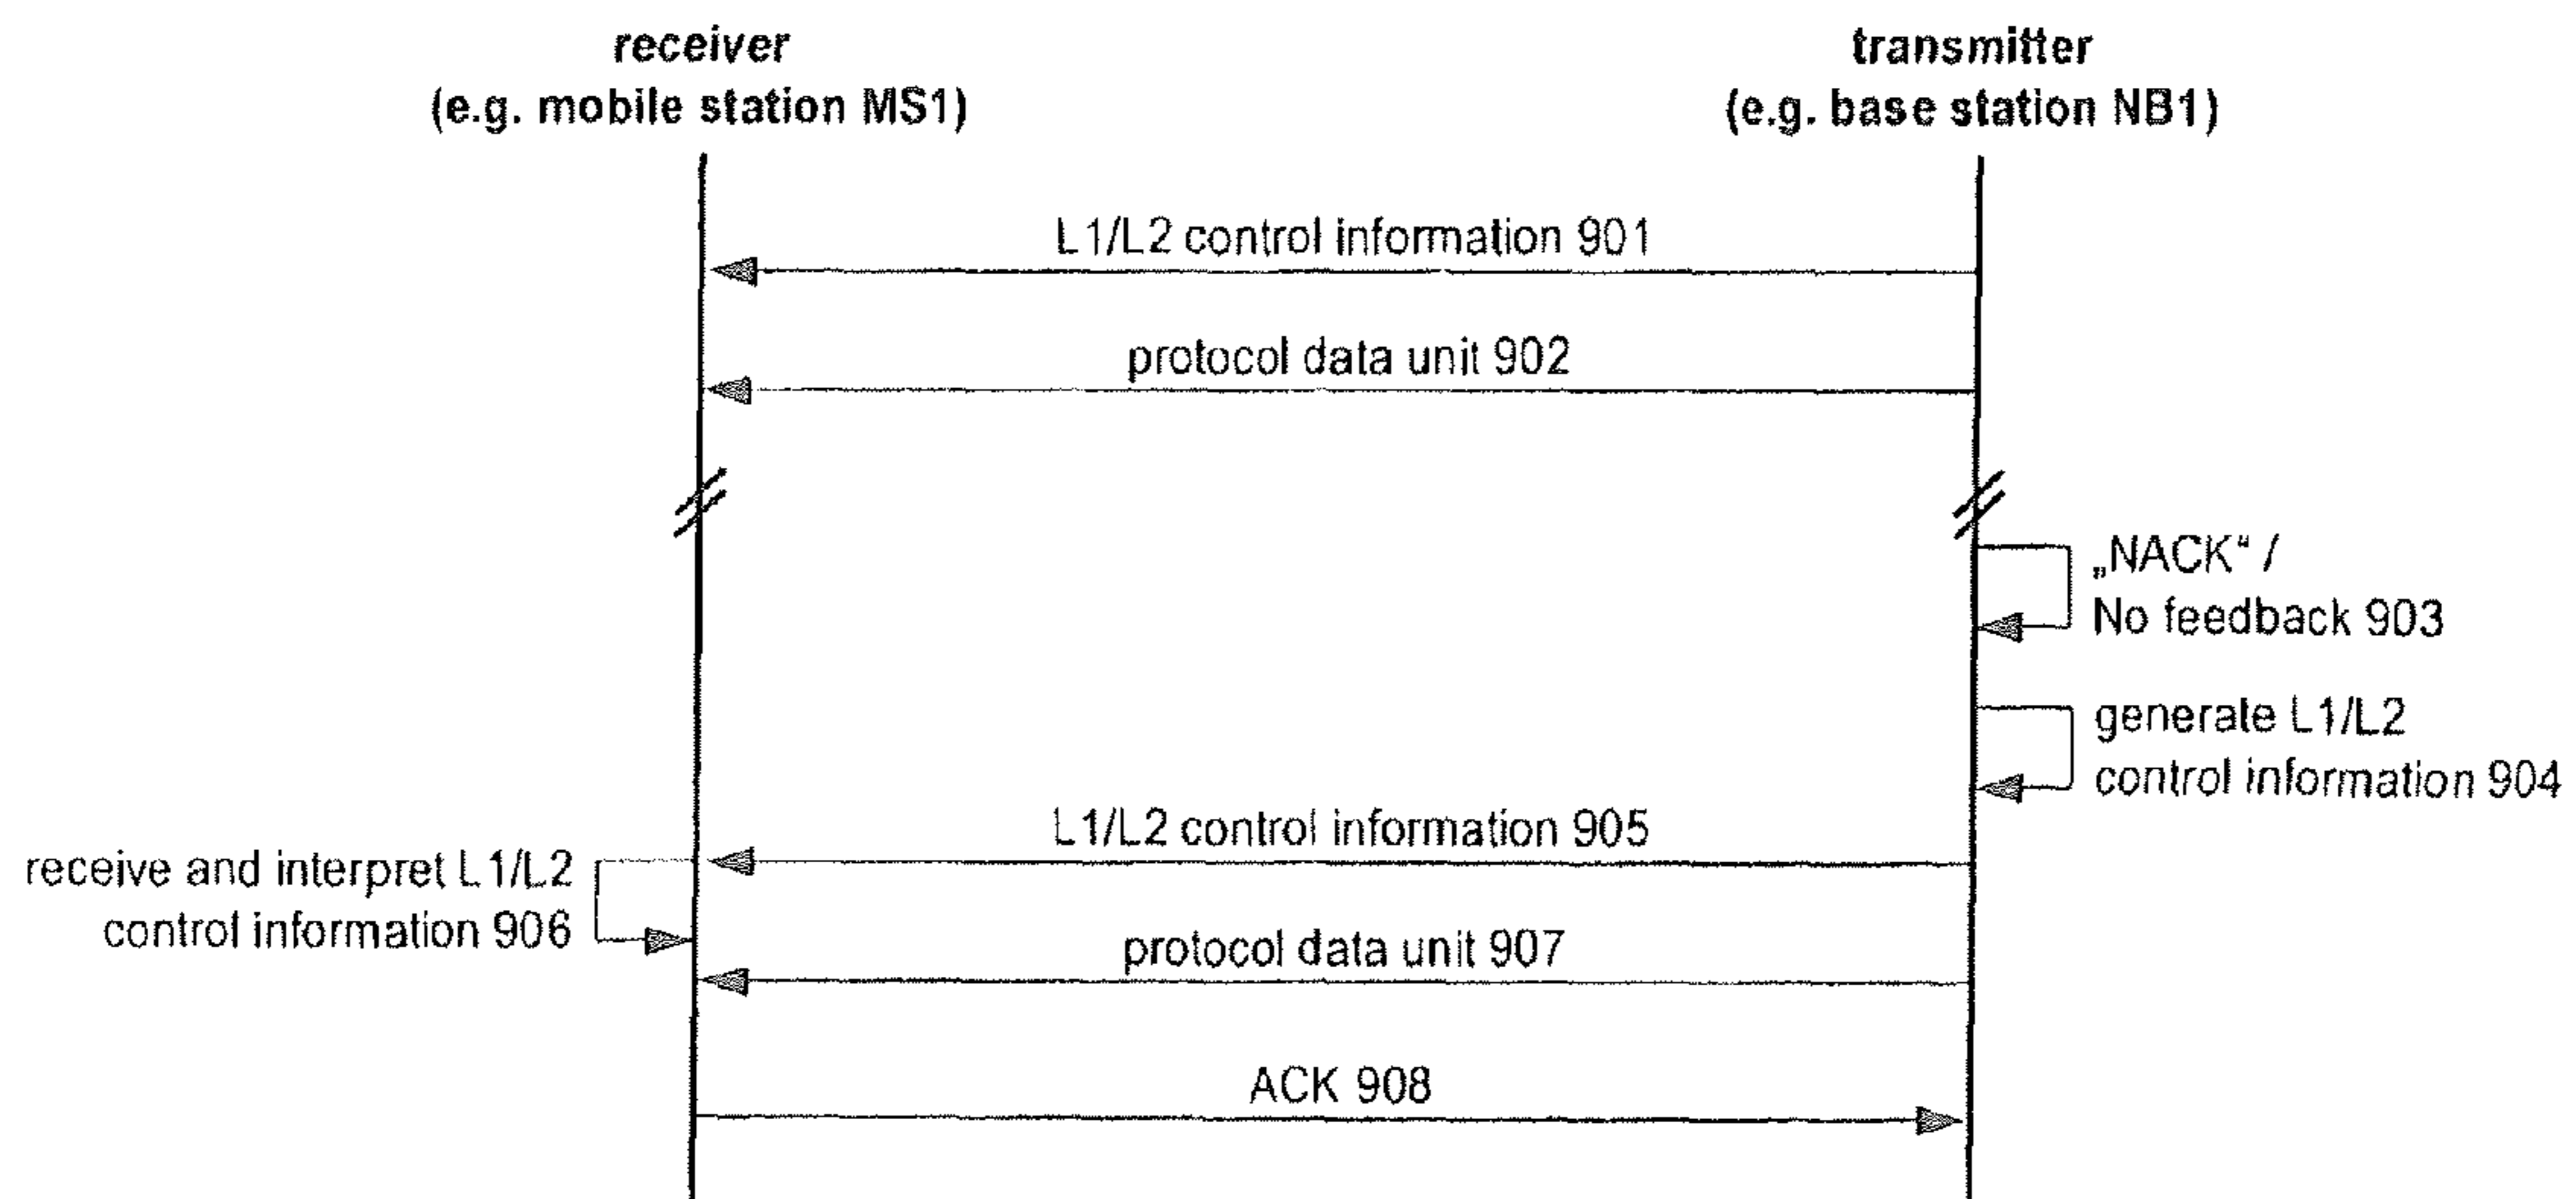 receiver
(e.g. mobile station MS1)
transmitter
(e.g. base station NB1)
L1/L2 control information 901
protocol data unit 902
„NACK“ /
No feedback 903
generate L1/L2
control information 904
L1/L2 control information 905
receive and interpret L1/L2
control information 906
protocol data unit 907
ACK 908